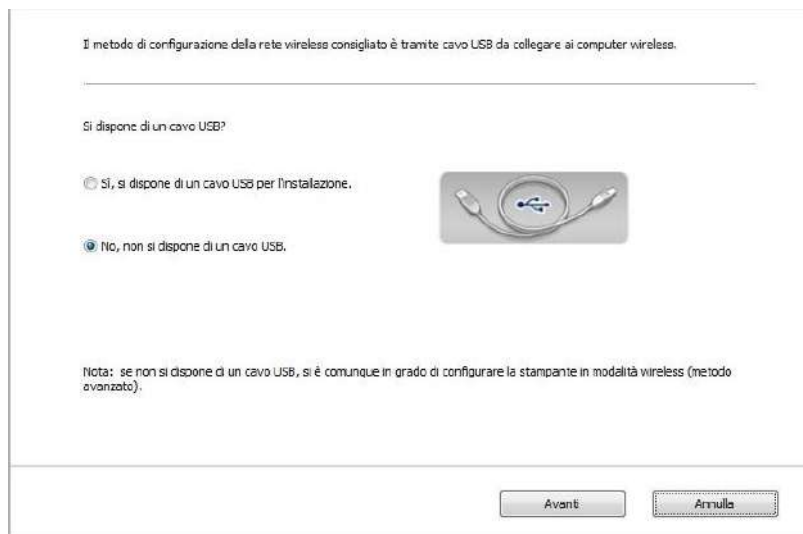 Il metodo di configurazione della rete wireless consigliato è tramite cavo USB da collegare ai computer wireless.
Si dispone di un cavo USB?
Sì, si dispone di un cavo USB per l'installazione.
No, non si dispone di un cavo USB.
Nota: se non si dispone di un cavo USB, si è comunque in grado di configurare la stampante in modalità wireless (metodo
avanzato).
Avanti
Annulla